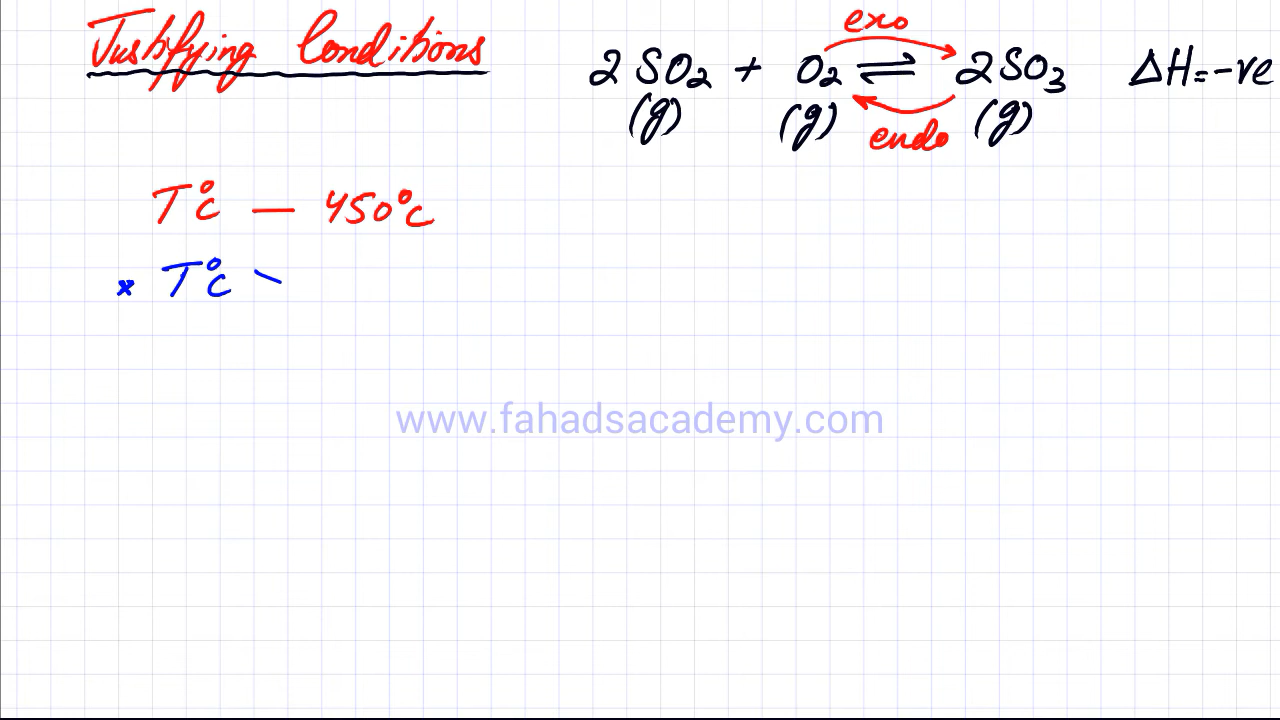 Justifying Conditions
exo
2SO₂ + O₂ ⇌ 2SO₃ ΔH = -ve
(g) (g) (g)
endo
T°C — 450°C
× T°C
www.fahadsacademy.com